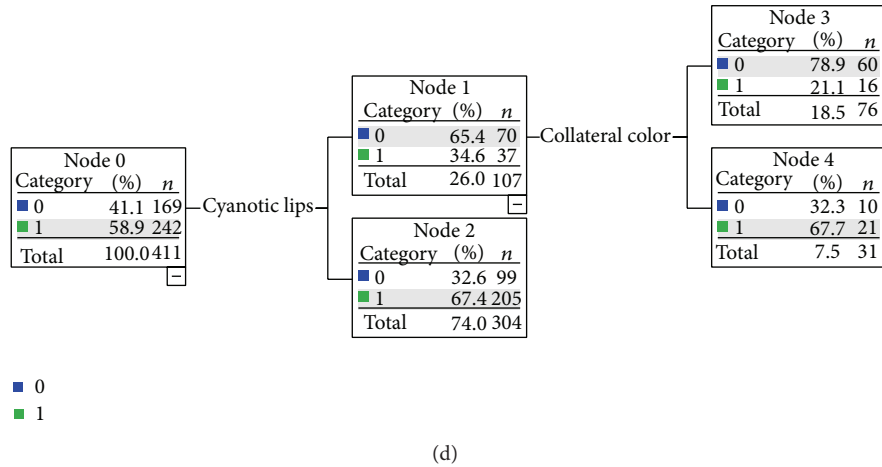 Node 0
Category (%) n
0 41.1 169
1 58.9 242
Total 100.0 411
−
Cyanotic lips
Node 1
Category (%) n
0 65.4 70
1 34.6 37
Total 26.0 107
−
Node 2
Category (%) n
0 32.6 99
1 67.4 205
Total 74.0 304
Collateral color
Node 3
Category (%) n
0 78.9 60
1 21.1 16
Total 18.5 76
Node 4
Category (%) n
0 32.3 10
1 67.7 21
Total 7.5 31
0
1
(d)